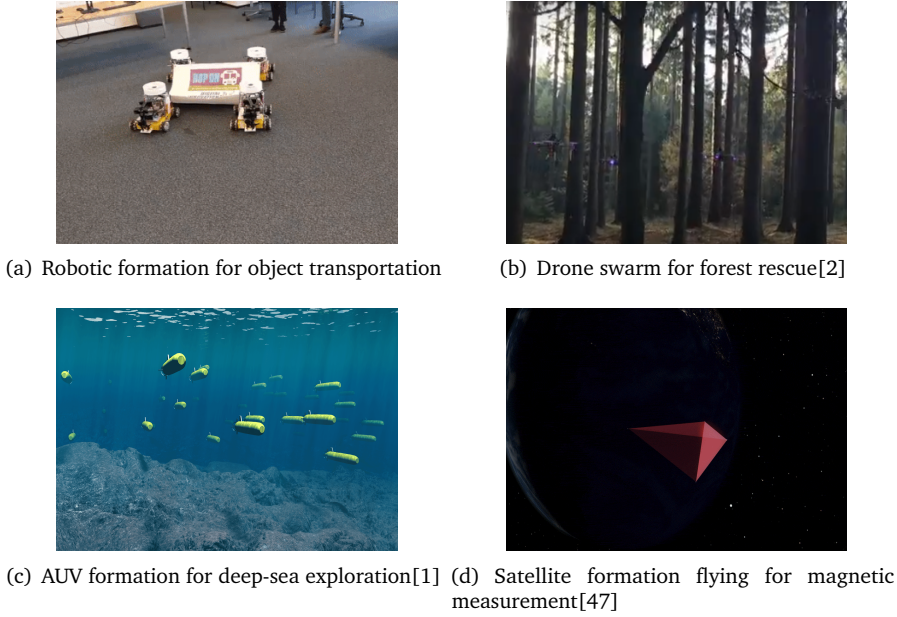 (a) Robotic formation for object transportation
(b) Drone swarm for forest rescue[2]
(c) AUV formation for deep-sea exploration[1]
(d) Satellite formation flying for magnetic
measurement[47]